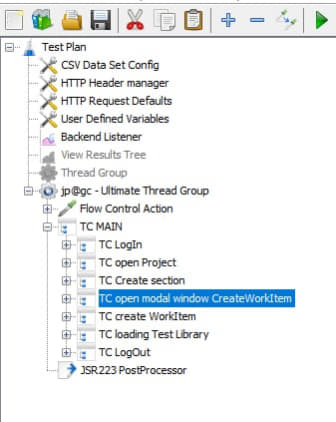 Test Plan
CSV Data Set Config
HTTP Header manager
HTTP Request Defaults
User Defined Variables
Backend Listener
View Results Tree
Thread Group
jp@gc - Ultimate Thread Group
Flow Control Action
TC MAIN
TC LogIn
TC open Project
TC Create section
TC open modal window CreateWorkItem
TC create WorkItem
TC loading Test Library
TC LogOut
JSR223 PostProcessor